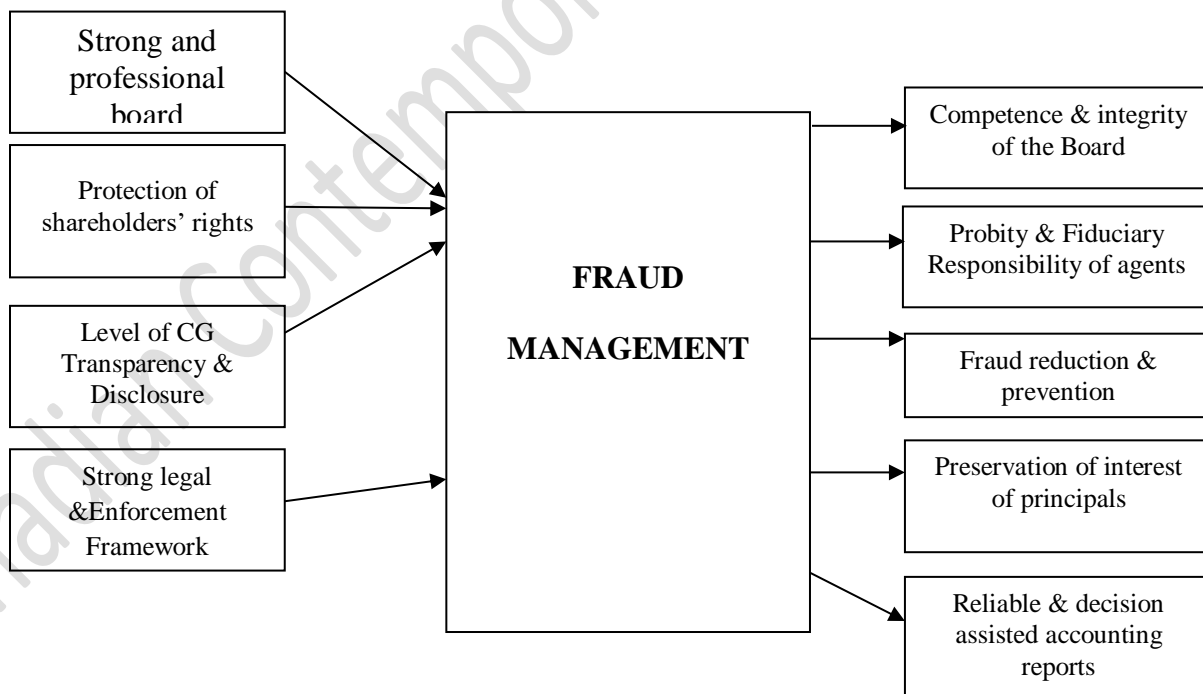 Strong and
professional
board
Protection of
shareholders’ rights
Level of CG
Transparency &
Disclosure
Strong legal
&Enforcement
Framework
FRAUD
MANAGEMENT
Competence & integrity
of the Board
Probity & Fiduciary
Responsibility of agents
Fraud reduction &
prevention
Preservation of interest
of principals
Reliable & decision
assisted accounting
reports